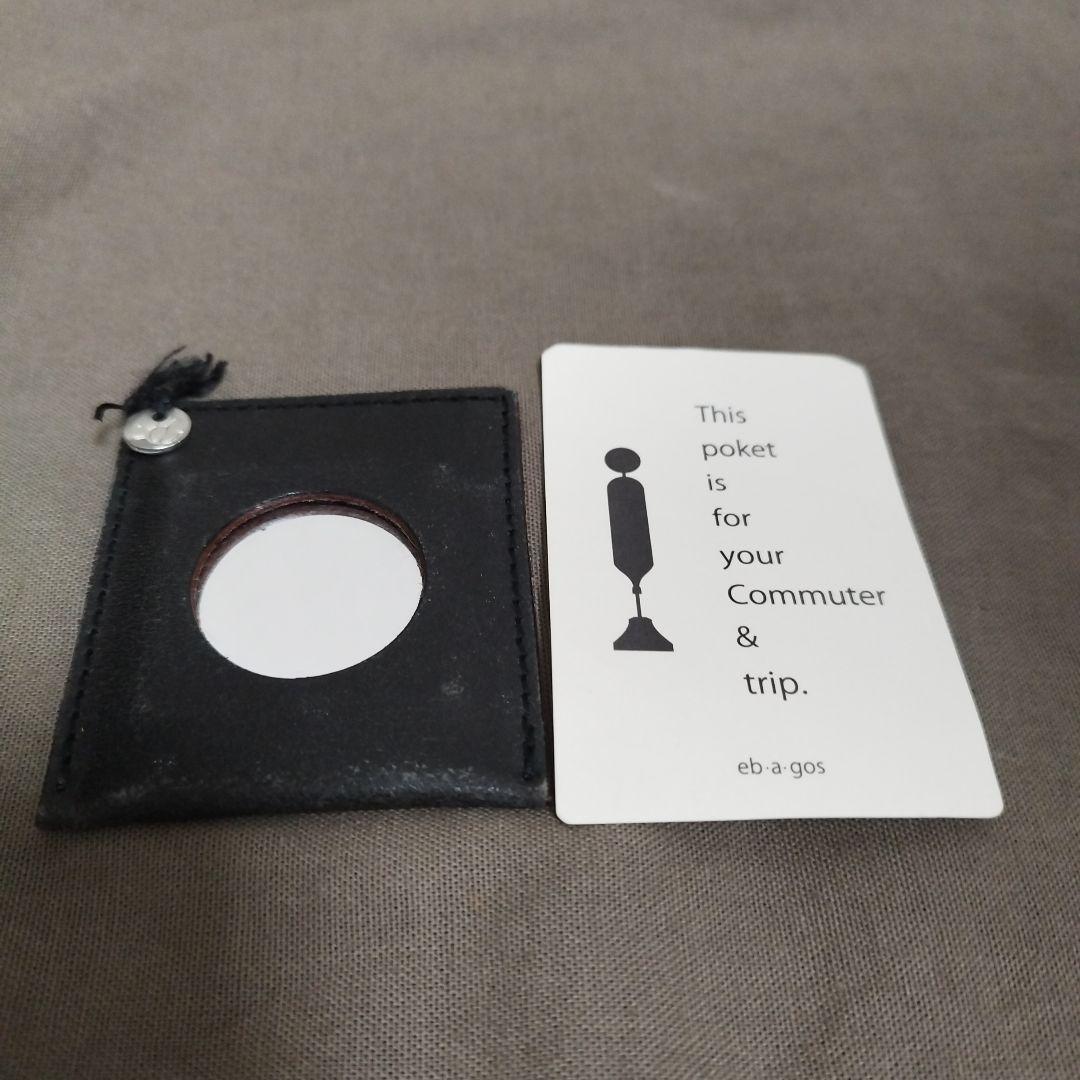 This
poket
is
for
your
Commuter
&
trip.
eb·a·gos